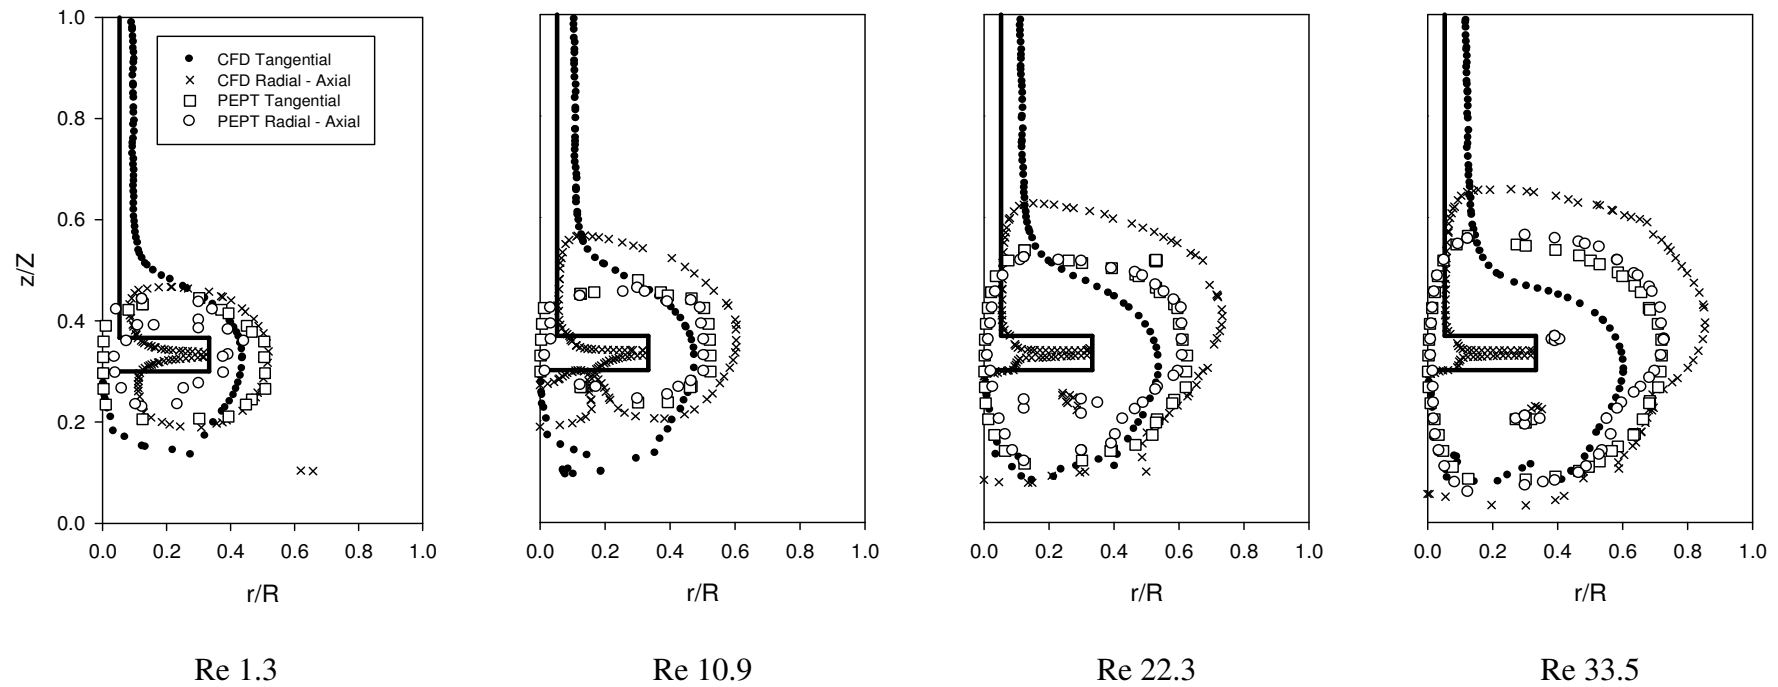 1.0
0.8
0.6
0.4
0.2
0.0
z/Z
CFD Tangential
CFD Radial - Axial
PEPT Tangential
PEPT Radial - Axial
0.0 0.2 0.4 0.6 0.8 1.0
0.0 0.2 0.4 0.6 0.8 1.0
0.0 0.2 0.4 0.6 0.8 1.0
0.0 0.2 0.4 0.6 0.8 1.0
r/R
r/R
r/R
r/R
Re 1.3
Re 10.9
Re 22.3
Re 33.5